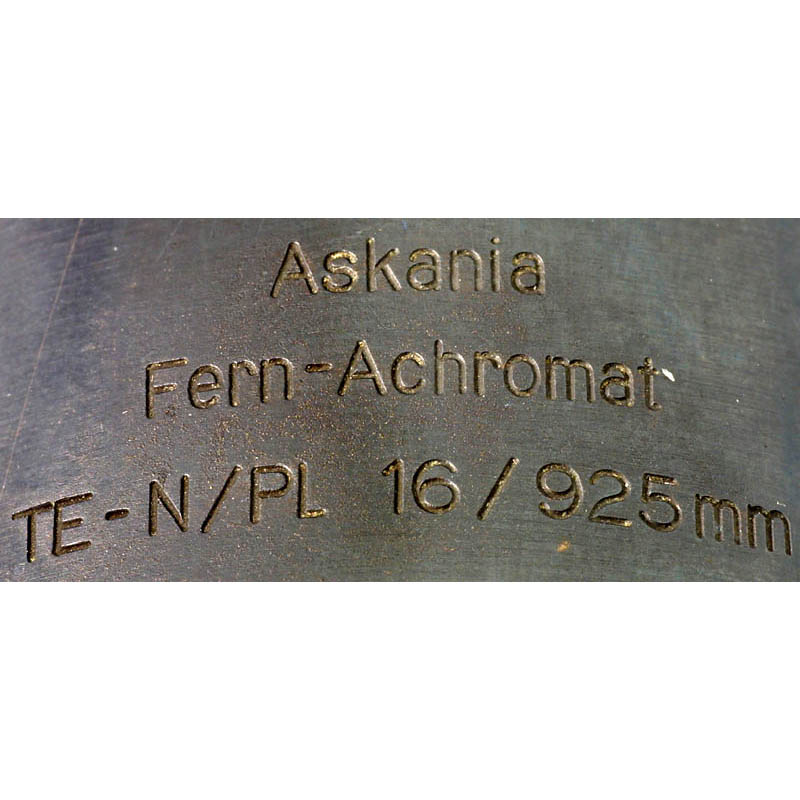 Askania
Fern-Achromat
TE-N/PL 16/925mm